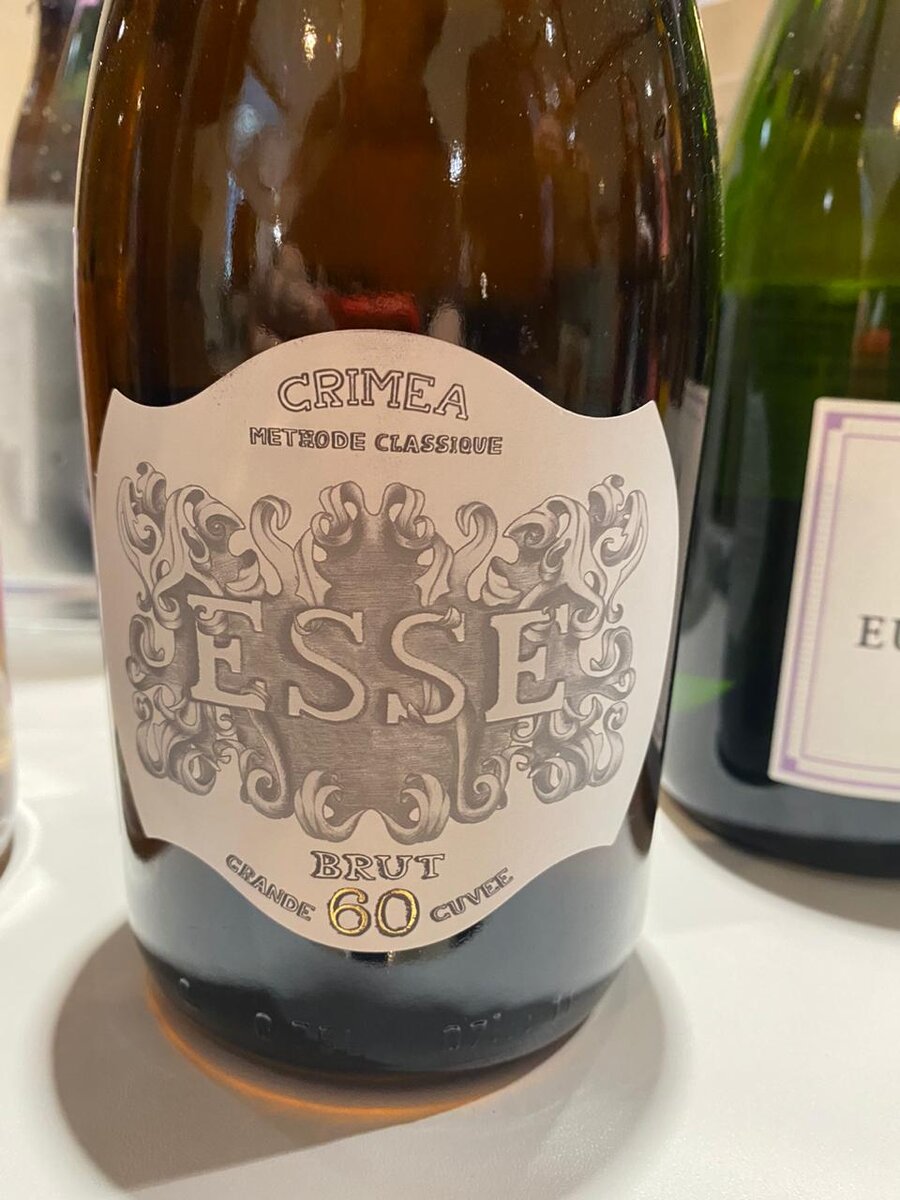 CRIMEA
METHODE CLASSIQUE
ESSE
BRUT
GRANDE 60 CUVEE